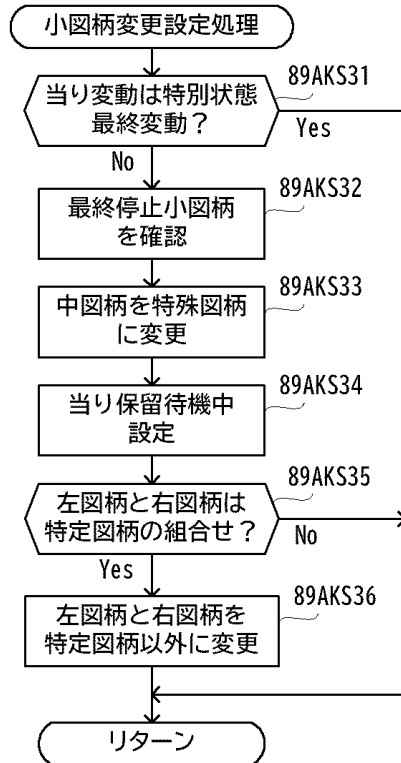 小図柄変更設定処理
89AKS31
当り変動は特別状態
最終変動？
Yes
No
89AKS32
最終停止小図柄
を確認
89AKS33
中図柄を特殊図柄
に変更
89AKS34
当り保留待機中
設定
89AKS35
左図柄と右図柄は
特定図柄の組合せ？
No
Yes
89AKS36
左図柄と右図柄を
特定図柄以外に変更
リターン